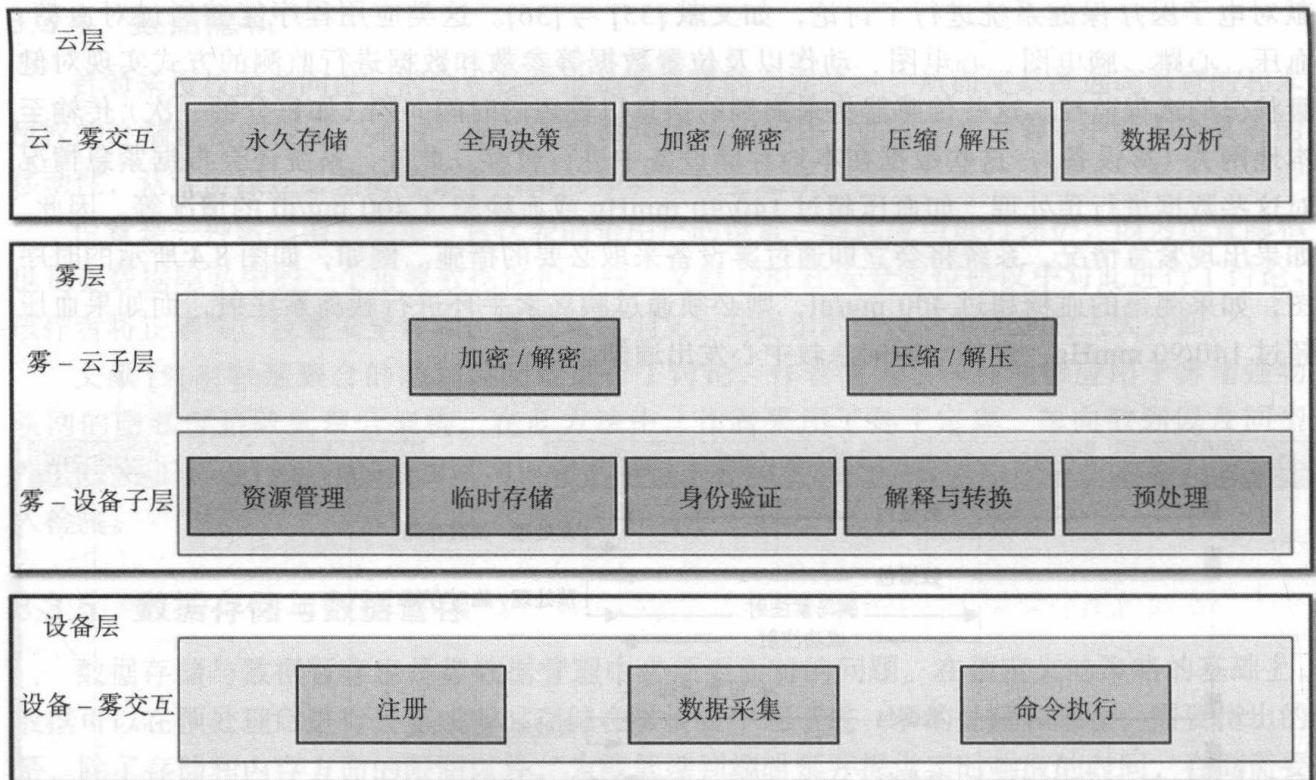 云层
云 – 雾交互
永久存储
全局决策
加密 / 解密
压缩 / 解压
数据分析
雾层
雾 – 云子层
加密 / 解密
压缩 / 解压
雾 – 设备子层
资源管理
临时存储
身份验证
解释与转换
预处理
设备层
设备 – 雾交互
注册
数据采集
命令执行